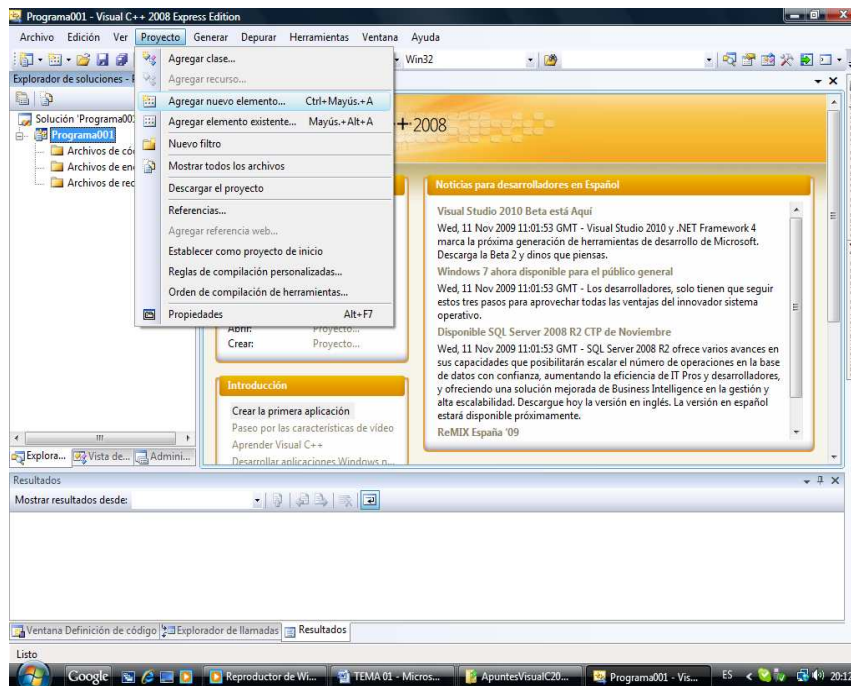 Programa001 - Visual C++ 2008 Express Edition
Archivo Edición Ver Proyecto Generar Depurar Herramientas Ventana Ayuda
Win32
Explorador de soluciones -
Solución 'Programa00
Programa001
Archivos de có
Archivos de en
Archivos de rec
Agregar clase...
Agregar recurso...
Agregar nuevo elemento... Ctrl+Mayús.+A
Agregar elemento existente... Mayús.+Alt+A
Nuevo filtro
Mostrar todos los archivos
Descargar el proyecto
Referencias...
Agregar referencia web...
Establecer como proyecto de inicio
Reglas de compilación personalizadas...
Orden de compilación de herramientas...
Propiedades Alt+F7
+2008
Abrir: Proyecto...
Crear: Proyecto...
Introducción
Crear la primera aplicación
Paseo por las características de vídeo
Aprender Visual C++
Desarrollar aplicaciones Windows
Noticias para desarrolladores en Español
Visual Studio 2010 Beta está Aquí
Wed, 11 Nov 2009 11:01:53 GMT - Visual Studio 2010 y .NET Framework 4
marca la próxima generación de herramientas de desarrollo de Microsoft.
Descarga la Beta 2 y dinos que piensas.
Windows 7 ahora disponible para el público general
Wed, 11 Nov 2009 11:01:53 GMT - Los desarrolladores, solo tienen que seguir
estos tres pasos para aprovechar todas las ventajas del innovador sistema
operativo.
Disponible SQL Server 2008 R2 CTP de Noviembre
Wed, 11 Nov 2009 11:01:53 GMT - SQL Server 2008 R2 ofrece varios avances en
sus capacidades que posibilitarán escalar el número de operaciones en la base
de datos con confianza, aumentando la eficiencia de IT Pros y desarrolladores,
y ofreciendo una solución mejorada de Business Intelligence en la gestión y
alta escalabilidad. Descargue hoy la versión en inglés. La versión en español
estará disponible próximamente.
ReMIX España '09
Explora... Vista de... Admini...
Resultados
Mostrar resultados desde:
Ventana Definición de código Explorador de llamadas Resultados
Listo
Google Reproductor de Wi... TEMA 01 - Micros... ApuntesVisualC20... Programa001 - Vis... ES 20:12